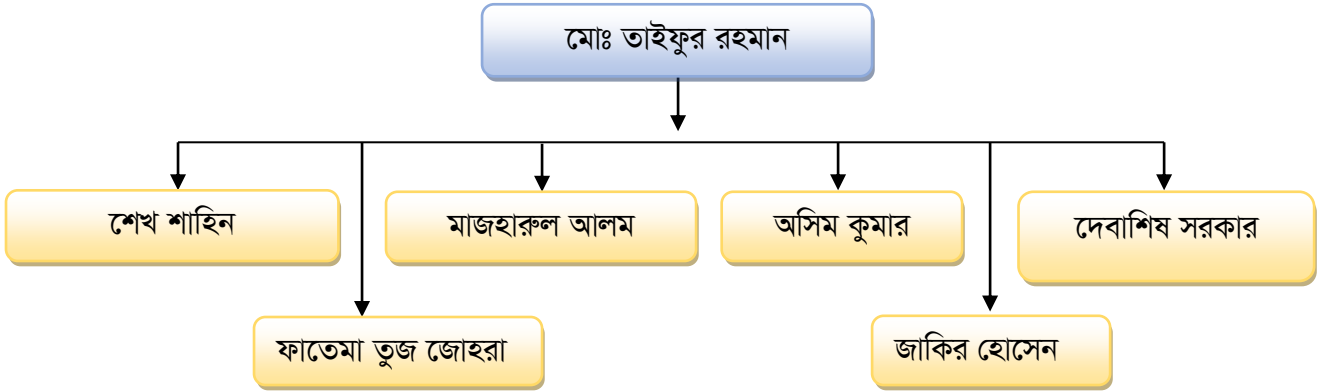 মোঃ তাইফুর রহমান
শেখ শাহিন
মাজহারুল আলম
অসিম কুমার
দেবাশিষ সরকার
ফাতেমা তুজ জোহরা
জাকির হোসেন